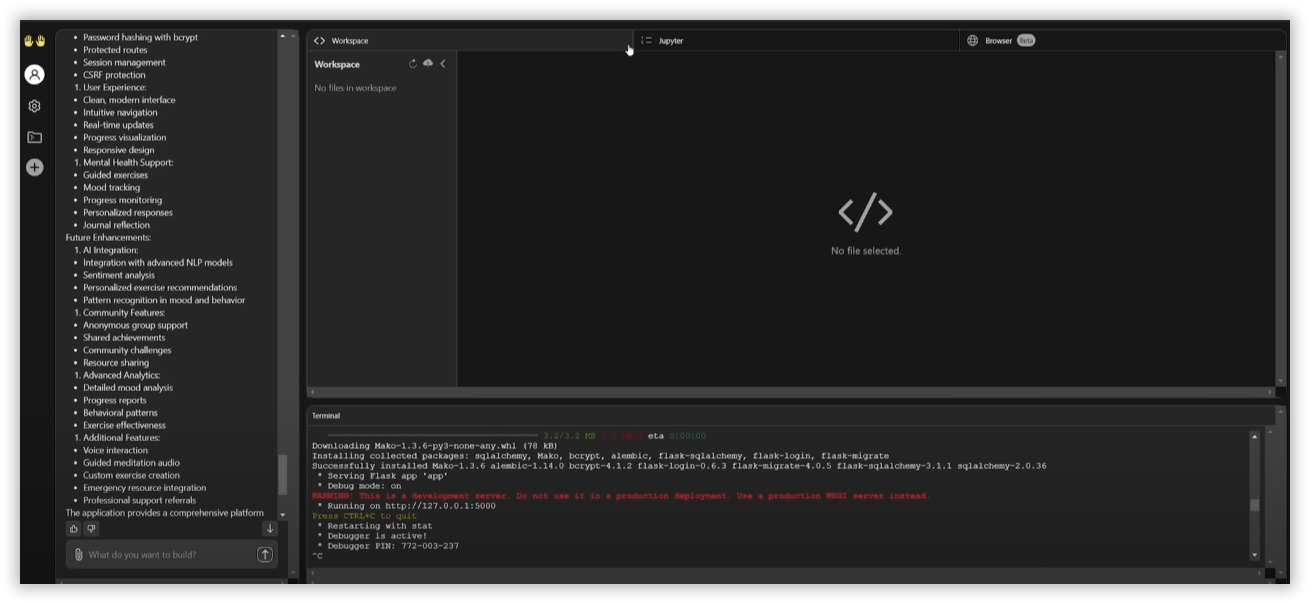 • Password hashing with bcrypt
• Protected routes
• Session management
• CSRF protection
1. User Experience:
• Clean, modern interface
• Intuitive navigation
• Real-time updates
• Progress visualization
• Responsive design
1. Mental Health Support:
• Guided exercises
• Mood tracking
• Progress monitoring
• Personalized responses
• Journal reflection
Future Enhancements:
1. AI Integration:
• Integration with advanced NLP models
• Sentiment analysis
• Personalized exercise recommendations
• Pattern recognition in mood and behavior
1. Community Features:
• Anonymous group support
• Shared achievements
• Community challenges
• Resource sharing
1. Advanced Analytics:
• Detailed mood analysis
• Progress reports
• Behavioral patterns
• Exercise effectiveness
1. Additional Features:
• Voice interaction
• Guided meditation audio
• Custom exercise creation
• Emergency resource integration
• Professional support referrals
The application provides a comprehensive platform
What do you want to build?
Workspace
Jupyter
Browser Beta
Workspace
No files in workspace
No file selected.
Terminal
3.2/3.2 MB eta 0:00:00
Downloading Mako-1.3.6-py3-none-any.whl (78 kB)
Installing collected packages: sqlalchemy, Mako, bcrypt, alembic, flask-sqlalchemy, flask-login, flask-migrate
Successfully installed Mako-1.3.6 alembic-1.14.0 bcrypt-4.1.2 flask-login-0.6.3 flask-migrate-4.0.5 flask-sqlalchemy-3.1.1 sqlalchemy-2.0.36
* Serving Flask app 'app'
* Debug mode: on
WARNING: This is a development server. Do not use it in a production deployment. Use a production WSGI server instead.
* Running on http://127.0.0.1:5000
Press CTRL+C to quit
* Restarting with stat
* Debugger is active!
* Debugger PIN: 772-003-237
^C